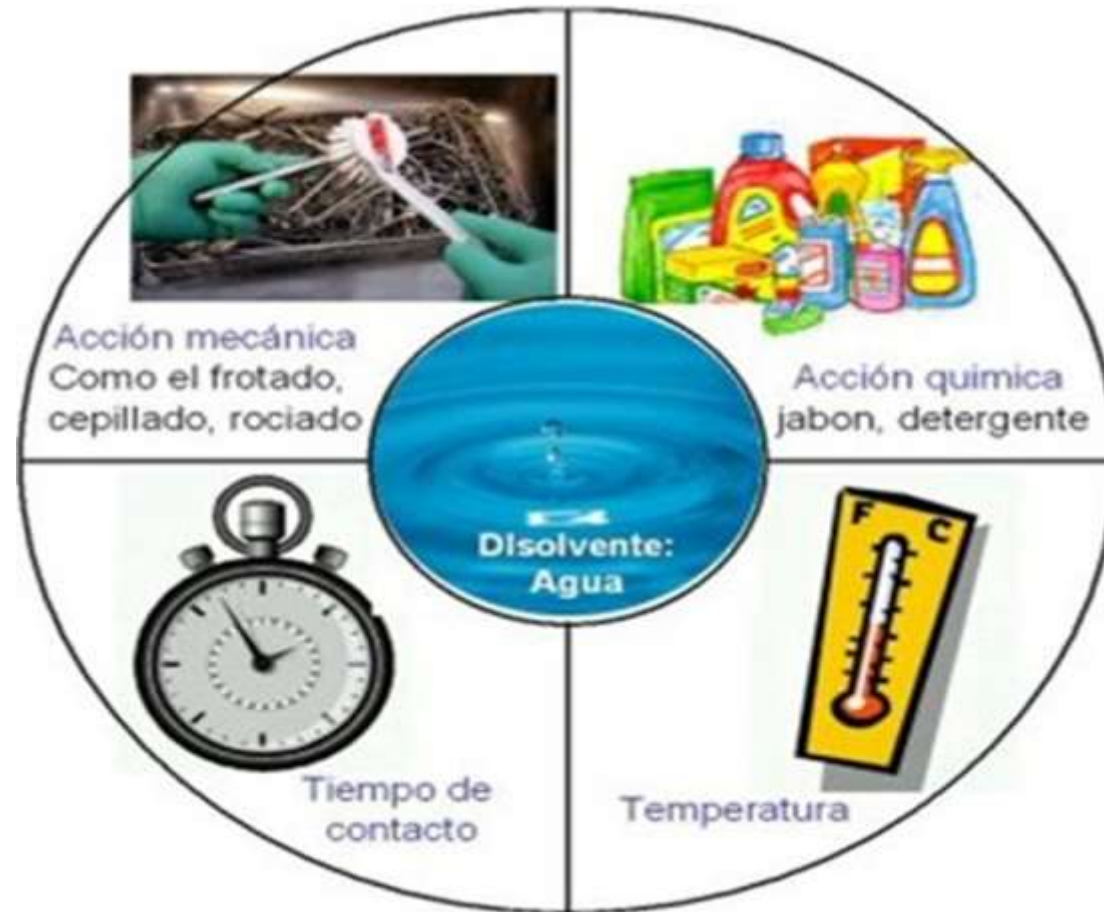 Acción mecánica
Como el frotado,
cepillado, rociado
Acción quimica
jabon, detergente
Disolvente:
Agua
F C
Tiempo de
contacto
Temperatura